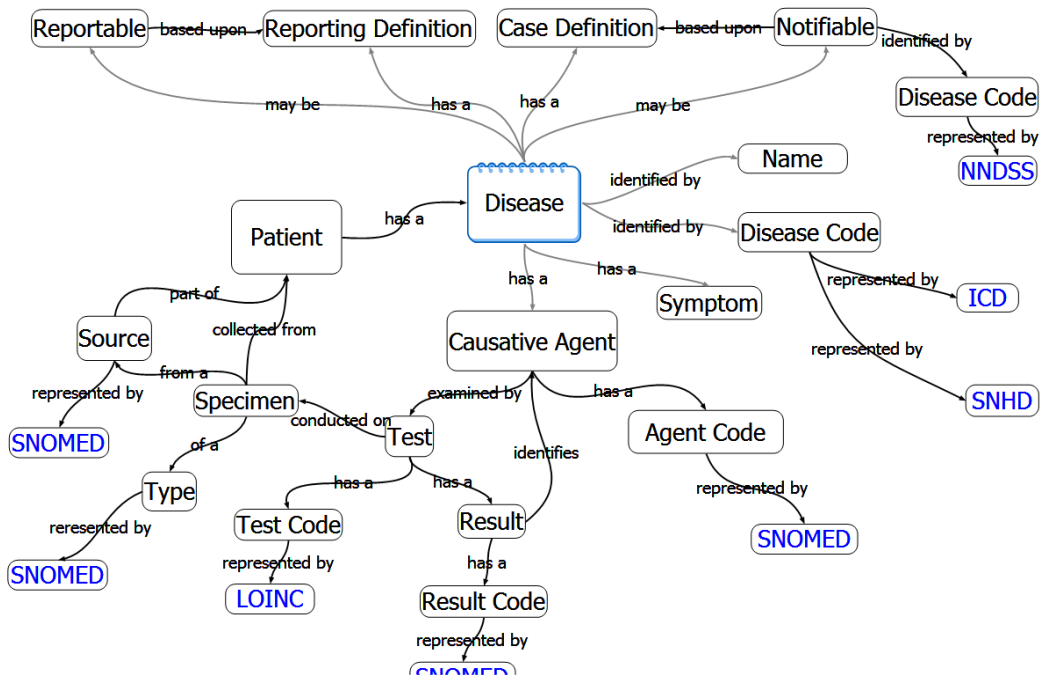 Reportable
based upon
Reporting Definition
Case Definition
based upon
Notifiable
identified by
Disease Code
represented by
NNDSS
may be
has a
has a
may be
Name
identified by
Disease
identified by
Disease Code
Patient
has a
has a
has a
represented by
ICD
Symptom
part of
collected from
Source
Causative Agent
represented by
SNHD
from a
represented by
Specimen
examined by
has a
conducted on
Test
Agent Code
SNOMED
of a
identifies
has a
has a
represented by
Type
reresented by
Test Code
Result
SNOMED
SNOMED
represented by
has a
LOINC
Result Code
represented by
SNOMED